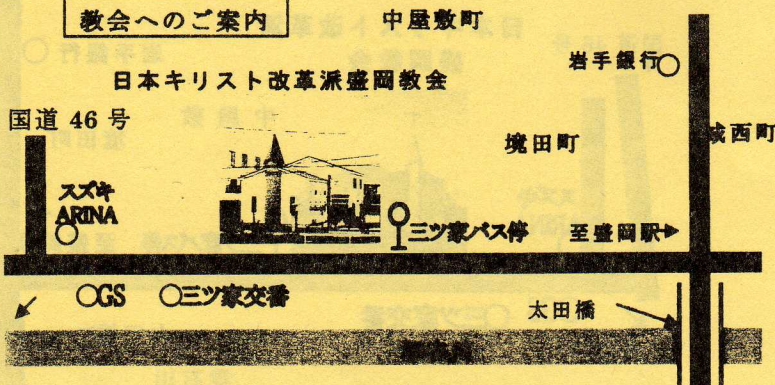 教会へのご案内
中屋敷町
岩手銀行
日本キリスト改革派盛岡教会
国道 46 号
境田町
城西町
スズキ
ARINA
三ツ家バス停
至盛岡駅
GS
三ツ家交番
太田橋